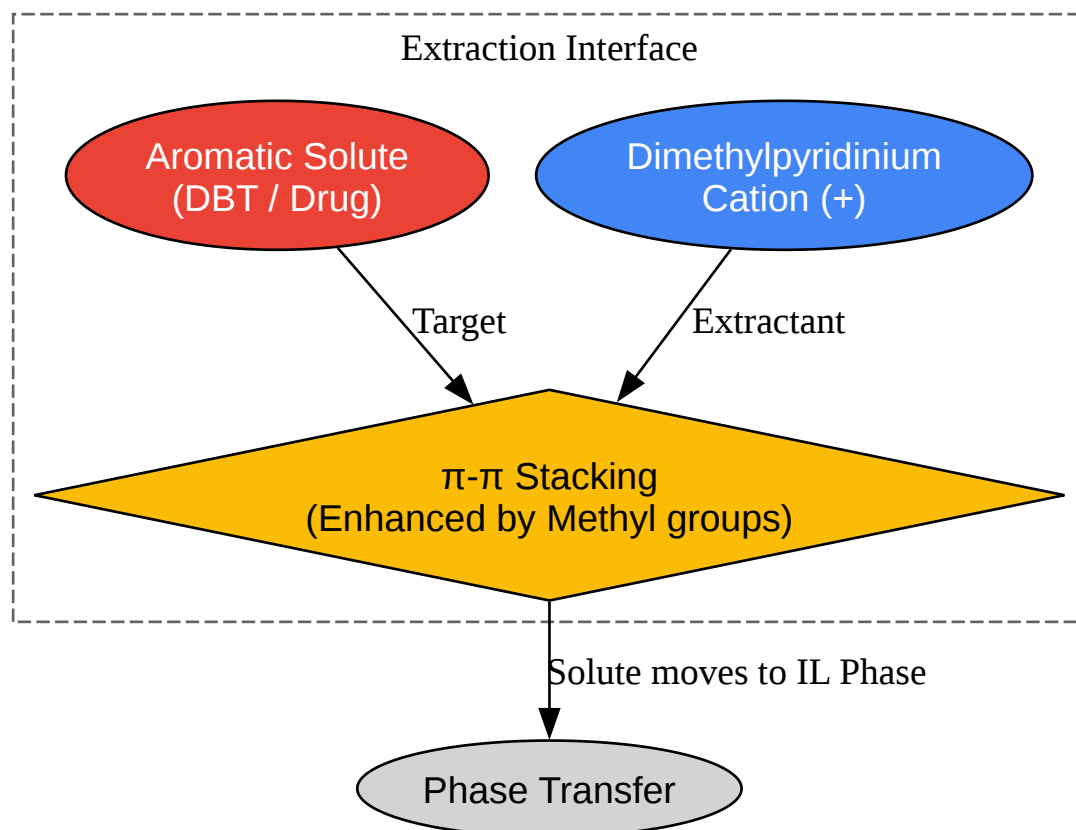 Extraction Interface
Aromatic Solute
(DBT / Drug)
Dimethylpyridinium
Cation (+)
Target
Extractant
π-π Stacking
(Enhanced by Methyl groups)
Solute moves to IL Phase
Phase Transfer